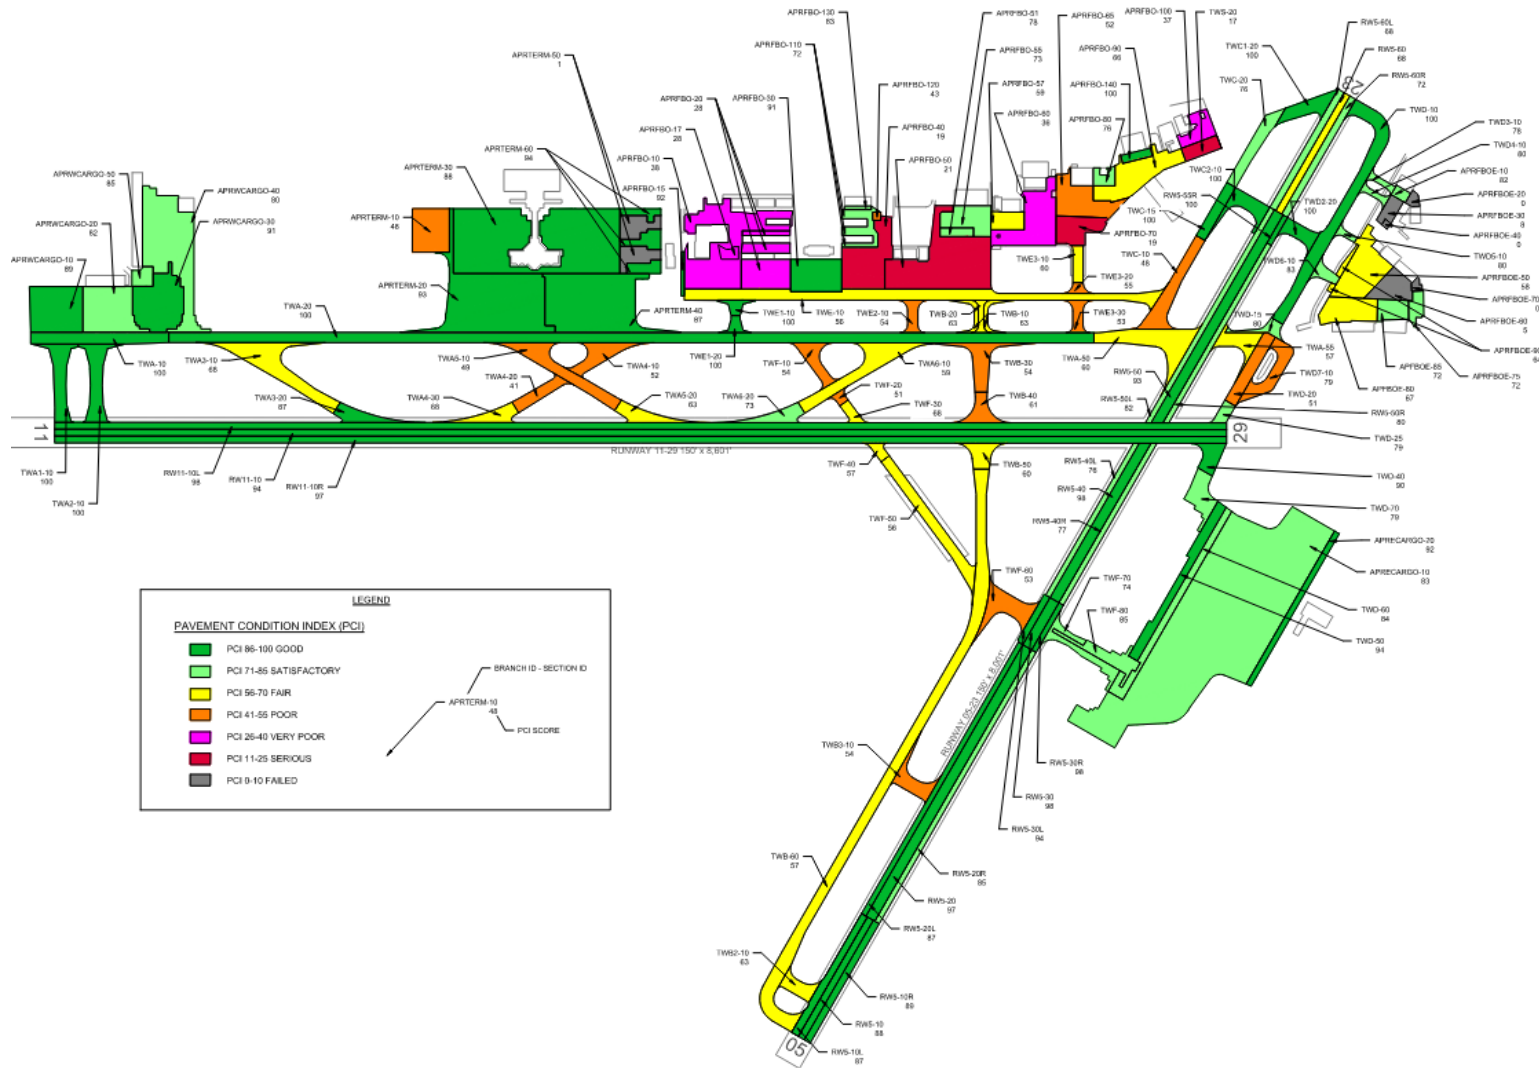 APRFBO-130
83
APRFBO-51
78
APRFBO-65
52
APRFBO-100
37
TWS-20
17
RW5-60L
68
APRFBO-110
72
APRFBO-55
73
APRFBO-90
66
TWC1-20
100
RW5-60
68
APRTERM-50
1
APRFBO-20
28
APRFBO-30
91
APRFBO-120
43
APRFBO-57
59
APRFBO-140
100
TWC-20
76
RW5-60R
72
23
APRFBO-17
28
APRFBO-40
19
APRFBO-60
36
APRFBO-80
76
TWD-10
100
TWD3-10
78
APRTERM-60
94
APRFBO-10
38
APRFBO-50
21
TWC2-10
100
TWD4-10
80
APRWCARGO-50
85
APRTERM-30
88
APRFBO-15
92
RW5-55R
100
APRFBOE-10
82
APRWCARGO-40
80
TWD2-20
100
APRFBOE-20
0
APRWCARGO-20
82
APRWCARGO-30
91
APRTERM-10
48
TWC-15
100
APRFBOE-30
8
APRFBO-70
19
APRFBOE-40
0
APRWCARGO-10
89
TWE3-10
60
TWC-10
48
TWD6-10
83
TWD5-10
80
APRTERM-20
93
TWE3-20
55
APRFBOE-50
58
APRFBOE-70
0
TWA-20
100
APRTERM-40
87
TWE1-10
100
TWE-10
56
TWE2-10
54
TWB-20
63
TWB-10
63
TWE3-30
53
TWD-15
80
APRFBOE-60
5
TWA-10
100
TWA3-10
68
TWA5-10
49
TWA4-10
52
TWE1-20
100
TWF-10
54
TWA6-10
59
TWB-30
54
TWA-50
60
TWA-55
57
APRFBOE-90
64
TWA4-20
41
RW5-50
93
TWD7-10
79
APFBOE-85
72
APRFBOE-75
72
TWA3-20
87
TWA4-30
68
TWA5-20
63
TWA6-20
73
TWF-20
51
TWF-30
68
TWB-40
61
RW5-50L
82
TWD-20
51
APFBOE-80
67
RW5-50R
80
29
TWD-25
79
RUNWAY 11-29 150' x 8,601'
TWA1-10
100
RW11-10L
98
RW11-10
94
RW11-10R
97
TWF-40
57
TWB-50
60
RW5-40L
76
TWD-40
90
TWA2-10
100
RW5-40
98
TWD-70
79
TWF-50
56
RW5-40R
77
APRECARGO-20
92
APRECARGO-10
83
TWF-60
53
TWF-70
74
TWF-80
85
TWD-60
84
TWD-50
94
LEGEND
PAVEMENT CONDITION INDEX (PCI)
PCI 86-100 GOOD
PCI 71-85 SATISFACTORY
PCI 56-70 FAIR
PCI 41-55 POOR
PCI 26-40 VERY POOR
PCI 11-25 SERIOUS
PCI 0-10 FAILED
BRANCH ID - SECTION ID
APRTERM-10
48
PCI SCORE
RUNWAY 05-23 150' x 8,001'
TWB3-10
54
RW5-30R
98
RW5-30
98
RW5-30L
94
TWB-60
57
RW5-20R
85
RW5-20
97
RW5-20L
87
TWB2-10
63
RW5-10R
89
RW5-10
88
RW5-10L
87
05